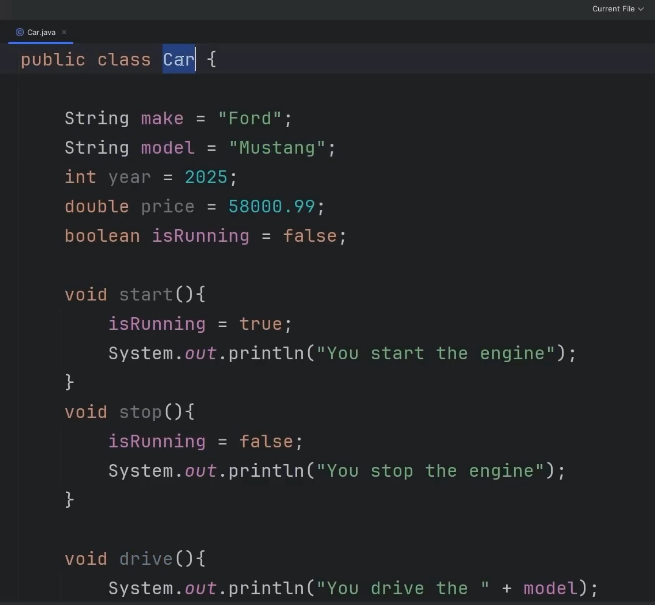 Current File
Car.java
public class Car {
String make = "Ford";
String model = "Mustang";
int year = 2025;
double price = 58000.99;
boolean isRunning = false;
void start(){
isRunning = true;
System.out.println("You start the engine");
}
void stop(){
isRunning = false;
System.out.println("You stop the engine");
}
void drive(){
System.out.println("You drive the " + model);